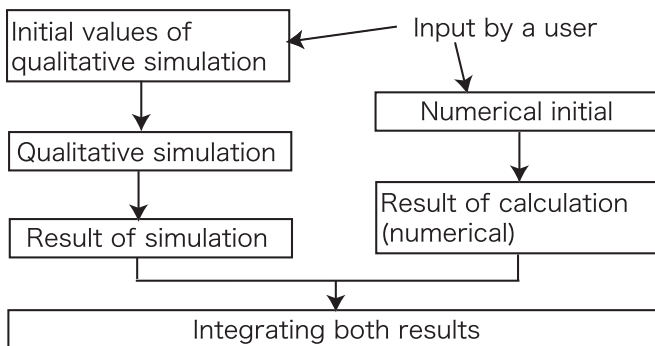 Initial values of
qualitative simulation
Input by a user
Numerical initial
Qualitative simulation
Result of calculation
(numerical)
Result of simulation
Integrating both results